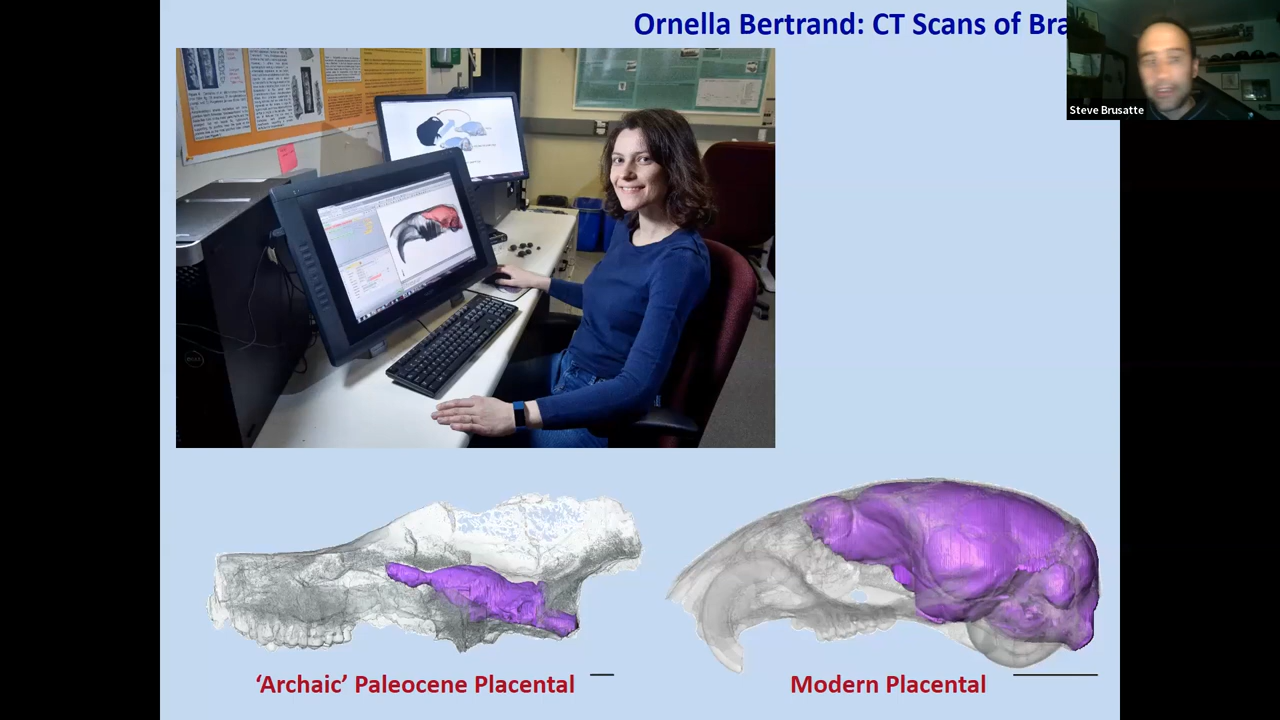 Ornella Bertrand: CT Scans of Bra
Steve Brusatte
‘Archaic’ Paleocene Placental
Modern Placental